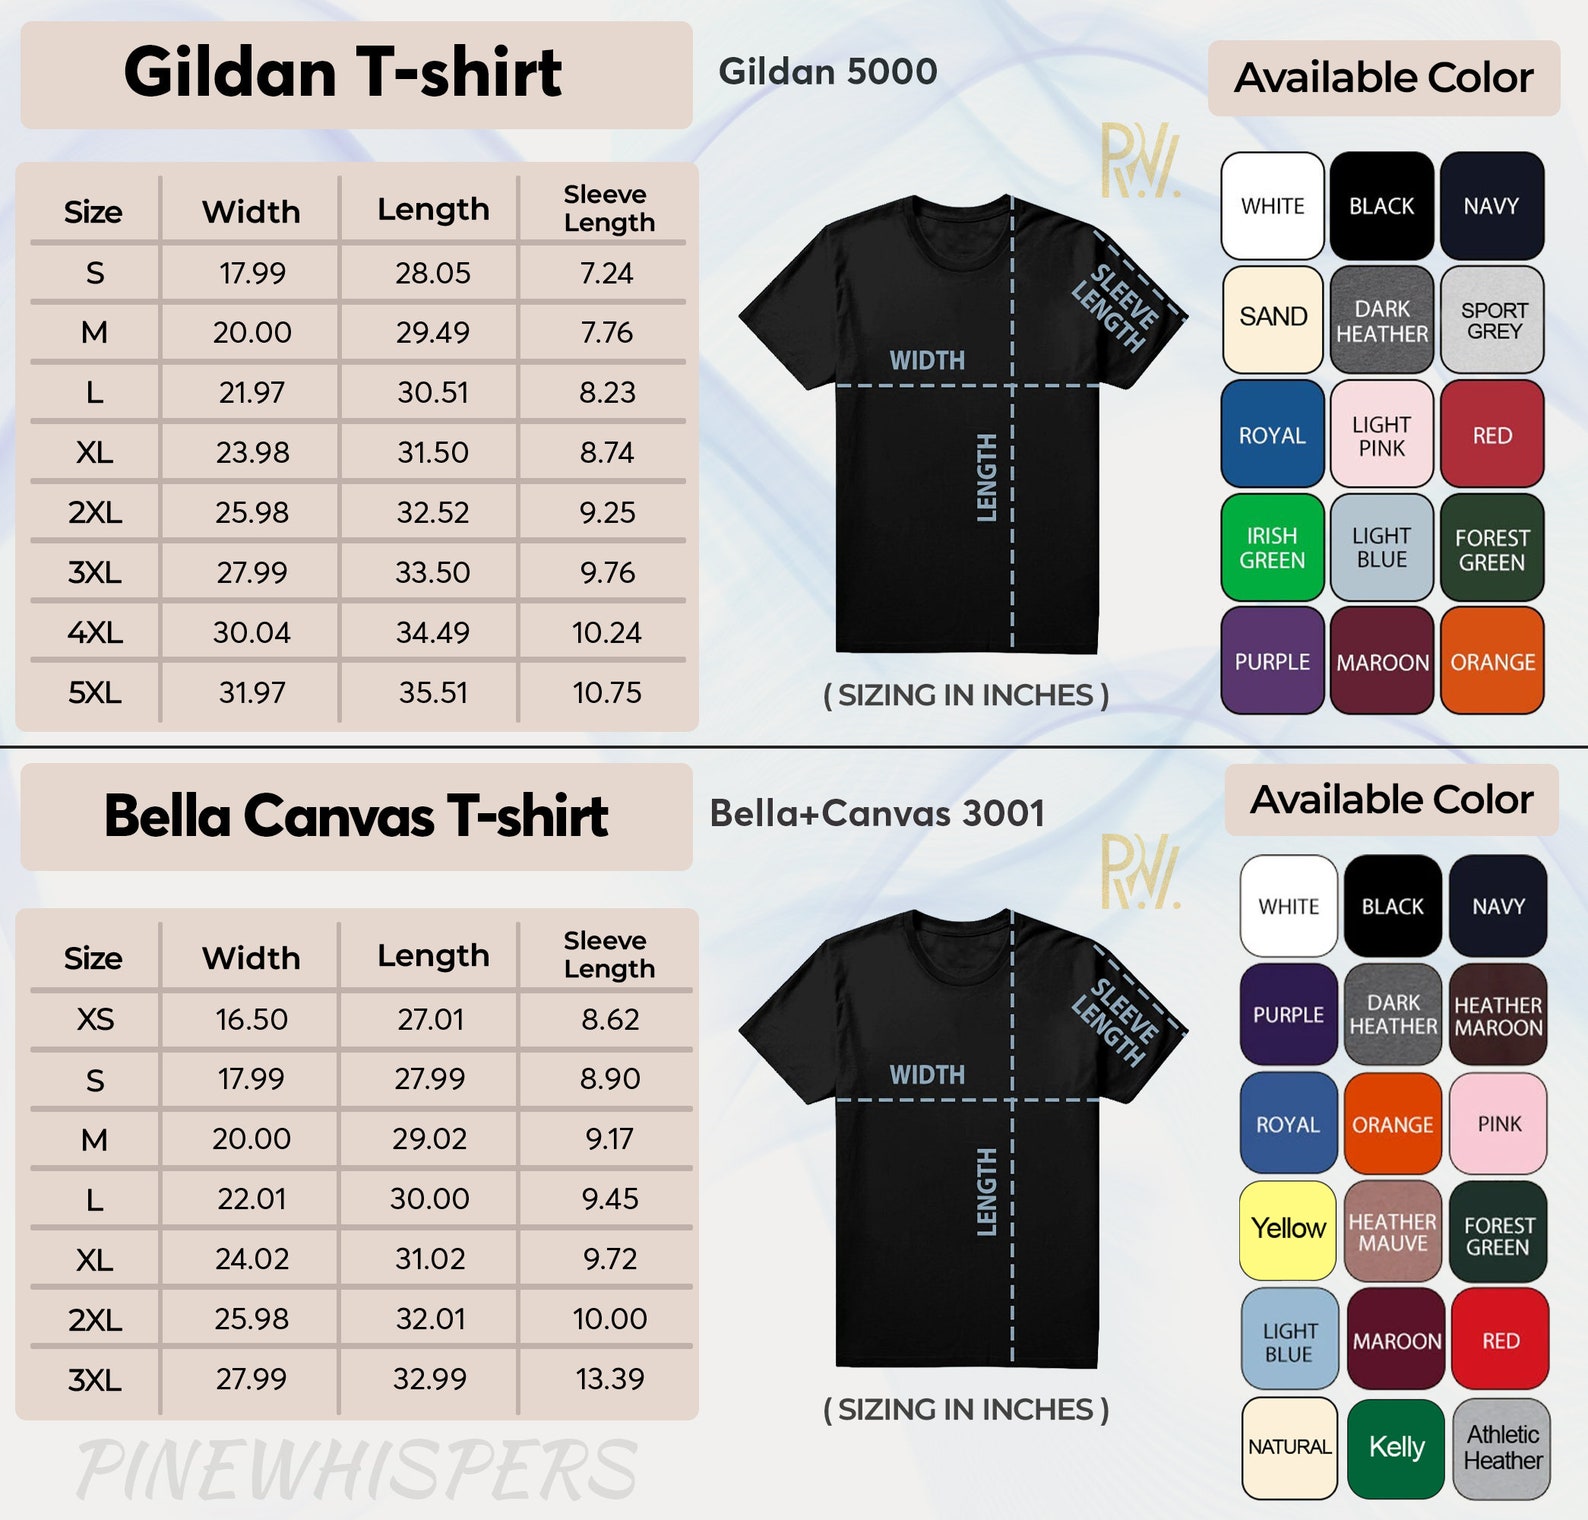 Gildan T-shirt
Gildan 5000
Available Color
R.W.
Size Width Length Sleeve Length
S 17.99 28.05 7.24
M 20.00 29.49 7.76
L 21.97 30.51 8.23
XL 23.98 31.50 8.74
2XL 25.98 32.52 9.25
3XL 27.99 33.50 9.76
4XL 30.04 34.49 10.24
5XL 31.97 35.51 10.75
SLEEVE
LENGTH
WIDTH
LENGTH
( SIZING IN INCHES )
WHITE BLACK NAVY
SAND DARK HEATHER SPORT GREY
ROYAL LIGHT PINK RED
IRISH GREEN LIGHT BLUE FOREST GREEN
PURPLE MAROON ORANGE
Bella Canvas T-shirt
Bella+Canvas 3001
Available Color
R.W.
Size Width Length Sleeve Length
XS 16.50 27.01 8.62
S 17.99 27.99 8.90
M 20.00 29.02 9.17
L 22.01 30.00 9.45
XL 24.02 31.02 9.72
2XL 25.98 32.01 10.00
3XL 27.99 32.99 13.39
SLEEVE
LENGTH
WIDTH
LENGTH
( SIZING IN INCHES )
WHITE BLACK NAVY
PURPLE DARK HEATHER HEATHER MAROON
ROYAL ORANGE PINK
Yellow HEATHER MAUVE FOREST GREEN
LIGHT BLUE MAROON RED
NATURAL Kelly Athletic Heather
PINEWHISPERS